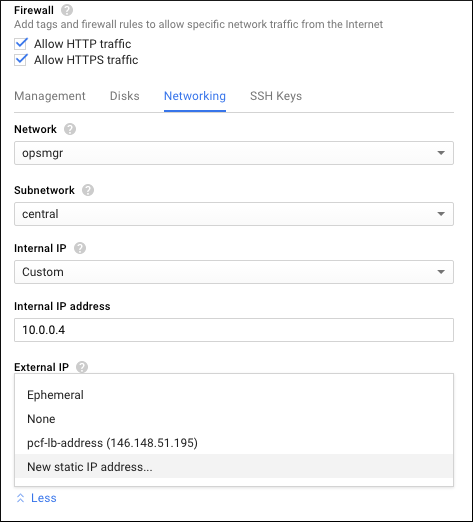 Firewall ?
Add tags and firewall rules to allow specific network traffic from the Internet
Allow HTTP traffic
Allow HTTPS traffic
Management Disks Networking SSH Keys
Network ?
opsmgr
Subnetwork ?
central
Internal IP ?
Custom
Internal IP address
10.0.0.4
External IP ?
Ephemeral
None
pcf-lb-address (146.148.51.195)
New static IP address...
Less